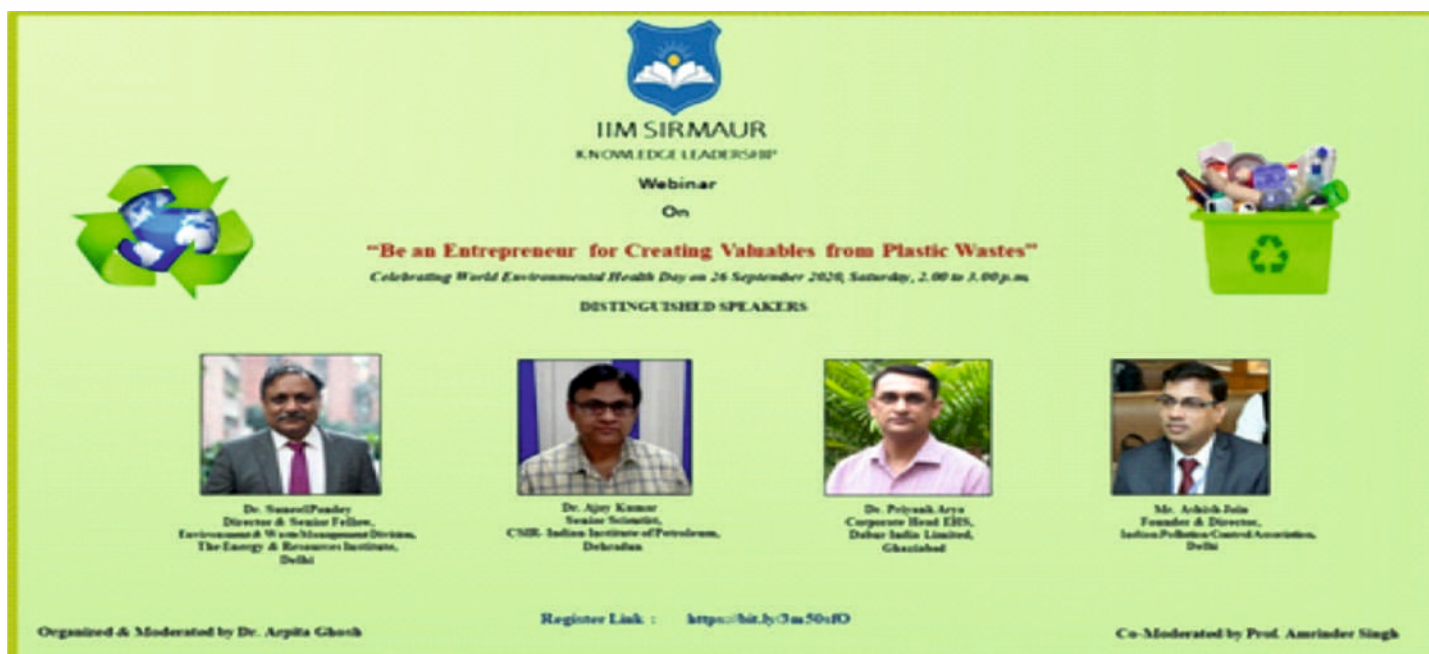 IIM SIRMAUR
KNOWLEDGE LEADERSHIP
Webinar
On
“Be an Entrepreneur for Creating Valuables from Plastic Wastes”
Celebrating World Environmental Health Day on 26 September 2020, Saturday, 2.00 to 3.00 p.m.
DISTINGUISHED SPEAKERS
Dr. Suneel Pandey
Director & Senior Fellow,
Environment & Waste Management Division,
The Energy & Resources Institute,
Delhi
Dr. Ajay Kumar
Senior Scientist,
CSIR- Indian Institute of Petroleum,
Dehradun
Dr. Priyank Arya
Corporate Head EHS,
Dabur India Limited,
Ghaziabad
Mr. Ashish Jain
Founder & Director,
Indian Pollution Control Association,
Delhi
Register Link :
Organized & Moderated by Dr. Arpita Ghosh
Co-Moderated by Prof. Amrinder Singh